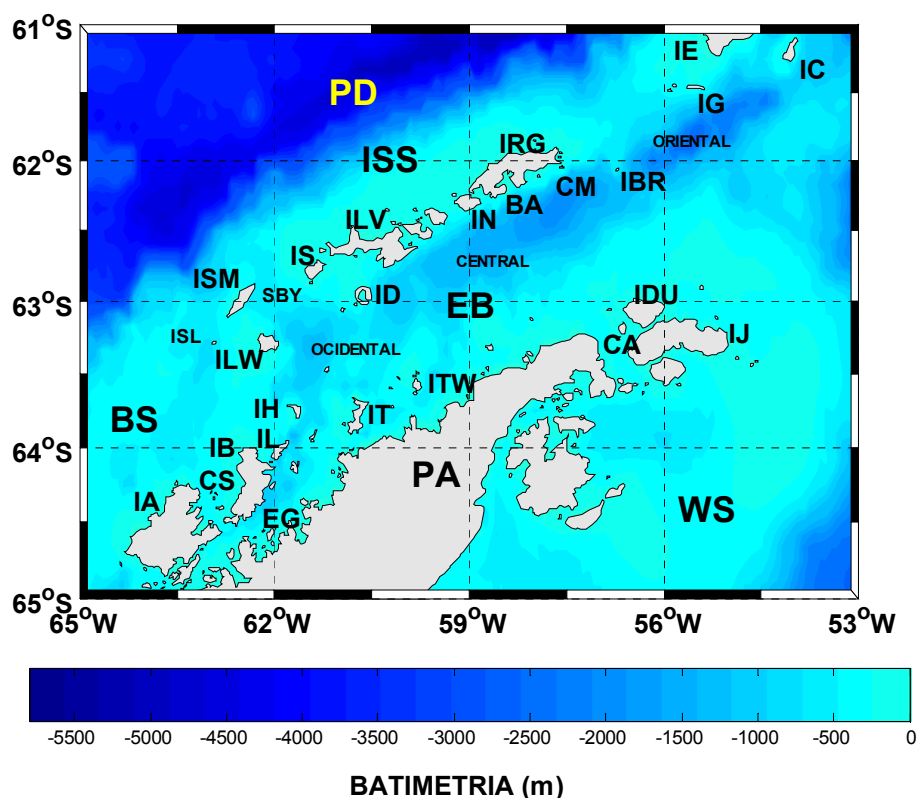 61°S
IE
IC
PD
IG
ORIENTAL
IRG
ISS
62°S
CM
IBR
BA
IN
ILV
IS
CENTRAL
ISM
SBY
ID
63°S
EB
IDU
ISL
OCIDENTAL
IJ
CA
ILW
ITW
IH
IT
BS
IB
IL
64°S
PA
CS
IA
WS
EG
65°S
65°W 62°W 59°W 56°W 53°W
-5500 -5000 -4500 -4000 -3500 -3000 -2500 -2000 -1500 -1000 -500 0
BATIMETRIA (m)